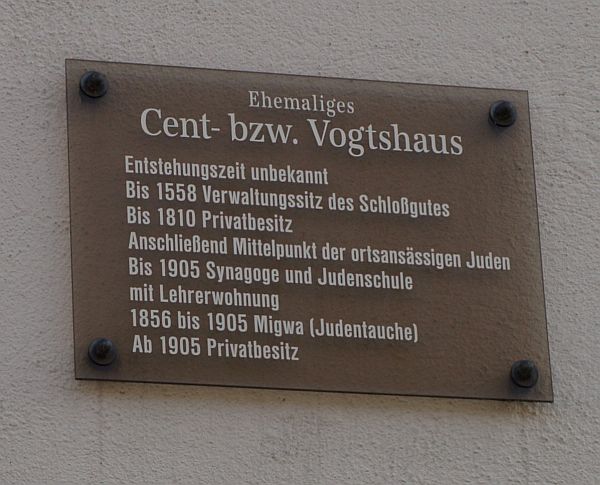 Ehemaliges
Cent- bzw. Vogtshaus
Entstehungszeit unbekannt
Bis 1558 Verwaltungssitz des Schloßgutes
Bis 1810 Privatbesitz
Anschließend Mittelpunkt der ortsansässigen Juden
Bis 1905 Synagoge und Judenschule
mit Lehrerwohnung
1856 bis 1905 Migwa (Judentauche)
Ab 1905 Privatbesitz